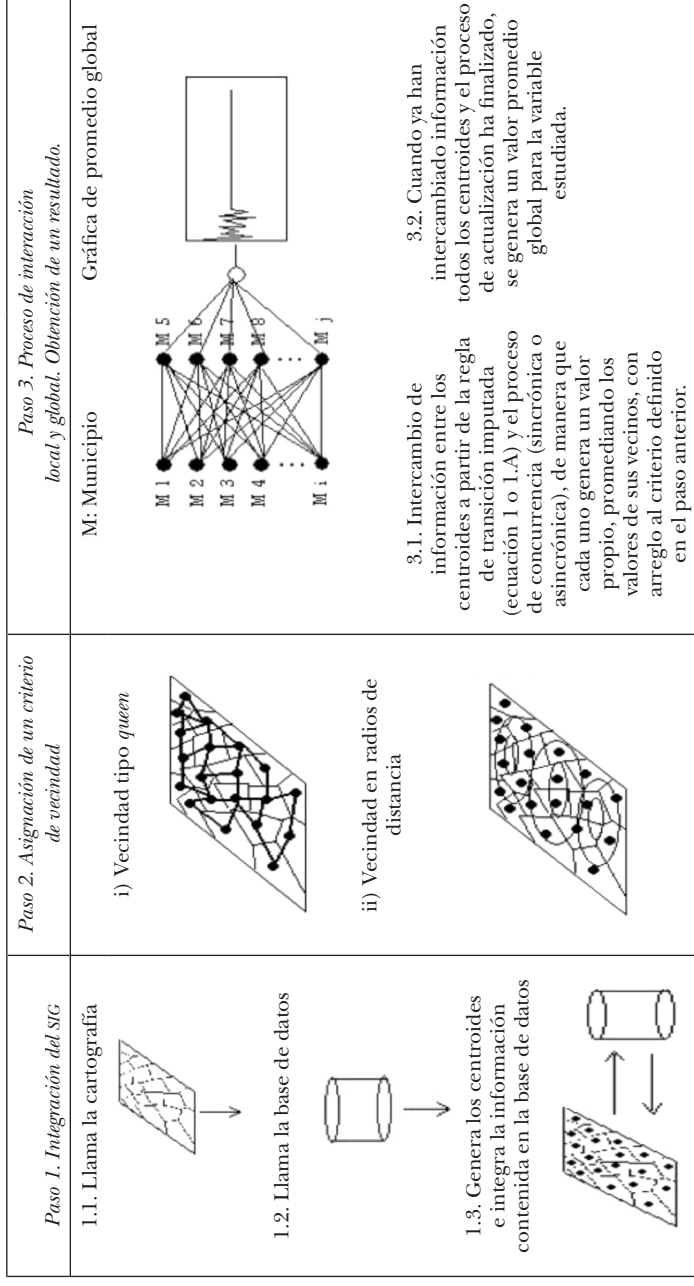 Paso 1. Integración del SIG
1.1. Llama la cartografía
1.2. Llama la base de datos
1.3. Genera los centroides
e integra la información
contenida en la base de datos
Paso 2. Asignación de un criterio
de vecindad
i) Vecindad tipo queen
ii) Vecindad en radios de
distancia
Paso 3. Proceso de interacción
local y global. Obtención de un resultado.
M: Municipio
Gráfica de promedio global
M 1
M 2
M 3
M 4
M i
M 5
M 6
M 7
M 8
M j
3.1. Intercambio de
información entre los
centroides a partir de la regla
de transición imputada
(ecuación 1 o 1.A) y el proceso
de concurrencia (sincrónica o
asincrónica), de manera que
cada uno genera un valor
propio, promediando los
valores de sus vecinos, con
arreglo al criterio definido
en el paso anterior.
3.2. Cuando ya han
intercambiado información
todos los centroides y el proceso
de actualización ha finalizado,
se genera un valor promedio
global para la variable
estudiada.